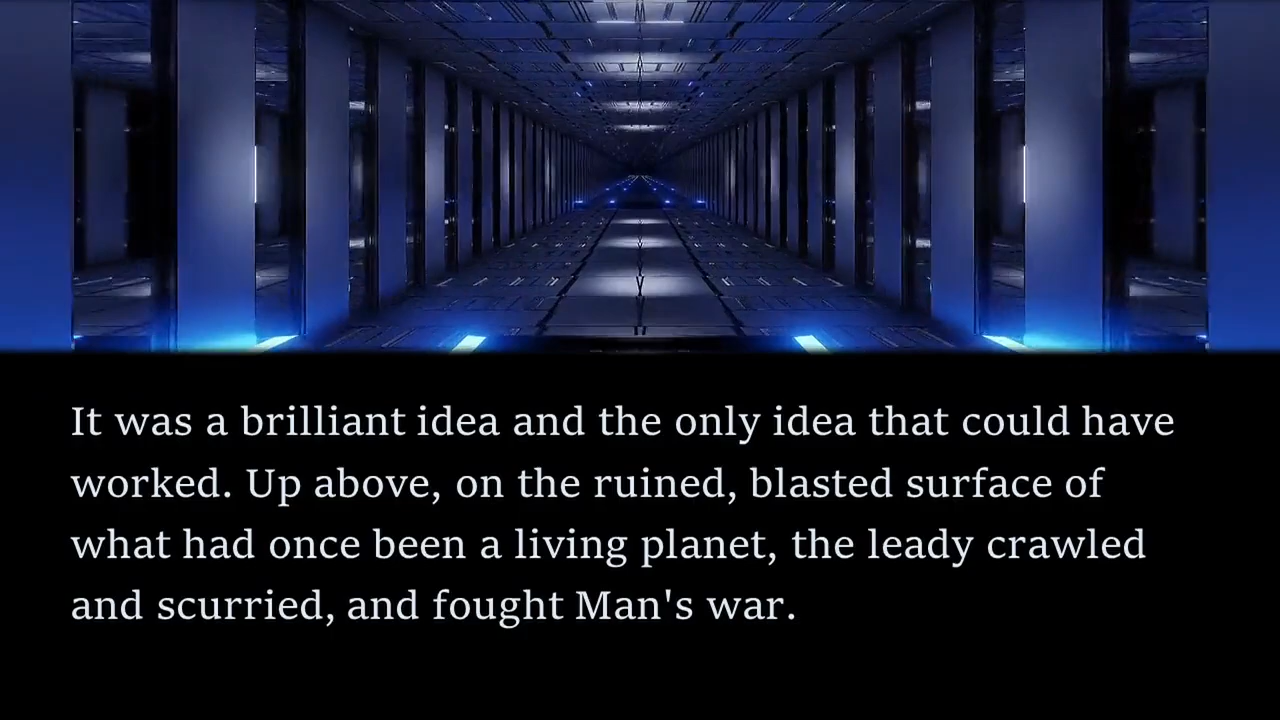 It was a brilliant idea and the only idea that could have
worked. Up above, on the ruined, blasted surface of
what had once been a living planet, the leady crawled
and scurried, and fought Man's war.